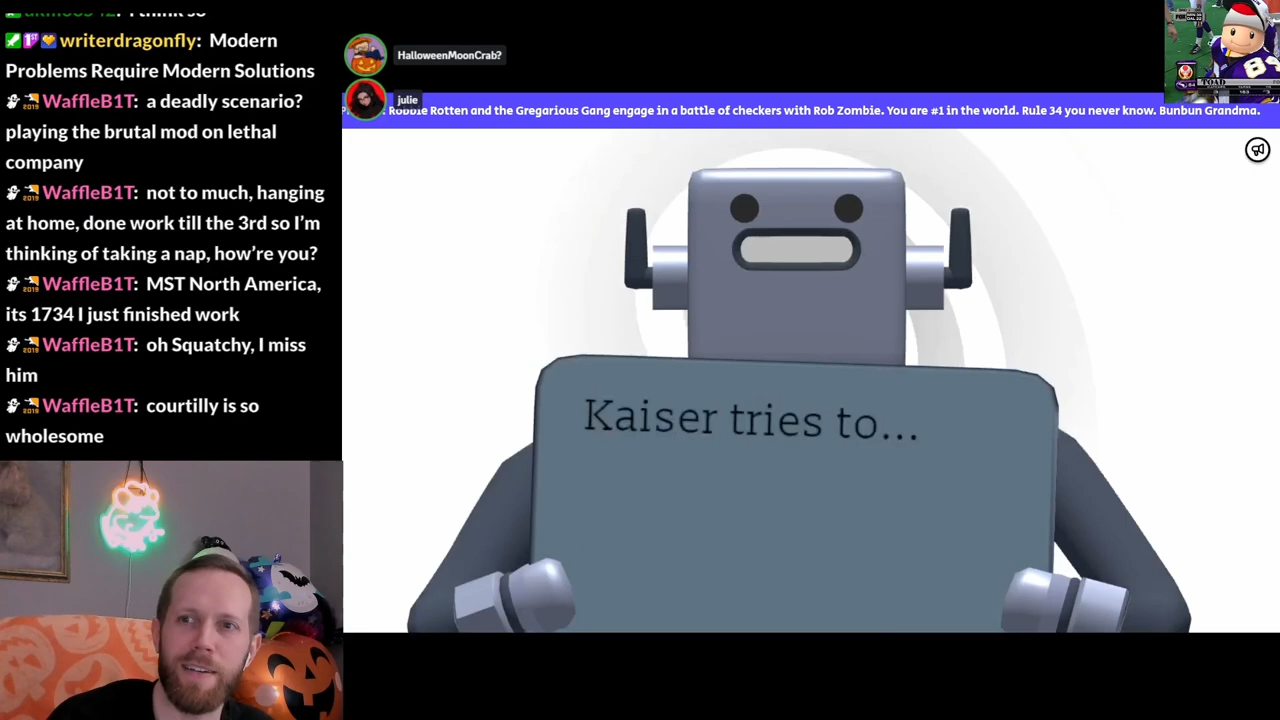 writerdragonfly: Modern
Problems Require Modern Solutions
WaffleB1T: a deadly scenario?
playing the brutal mod on lethal
company
WaffleB1T: not to much, hanging
at home, done work till the 3rd so I'm
thinking of taking a nap, how're you?
WaffleB1T: MST North America,
its 1734 I just finished work
WaffleB1T: oh Squatchy, I miss
him
WaffleB1T: courtilly is so
wholesome
HalloweenMoonCrab?
julie
Robbie Rotten and the Gregarious Gang engage in a battle of checkers with Rob Zombie. You are #1 in the world. Rule 34 you never know. Bunbun Grandma.
Kaiser tries to...
TOAD